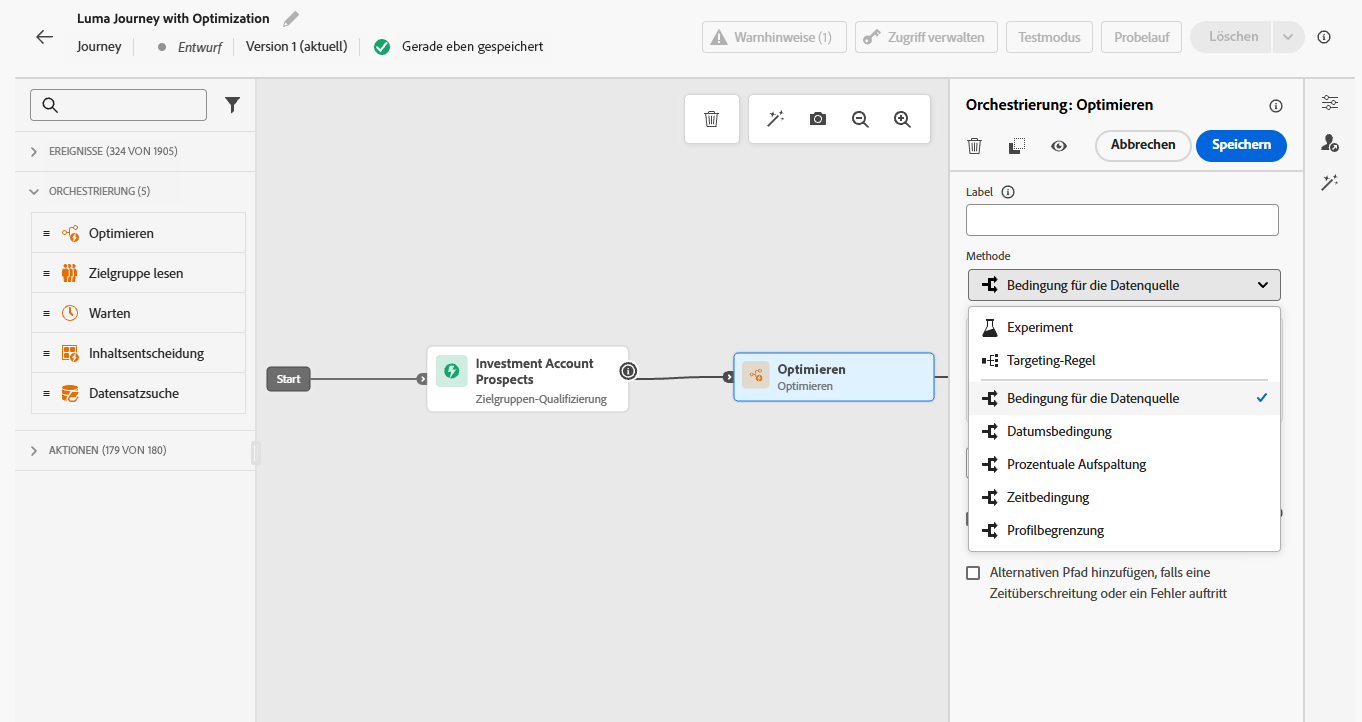 Luma Journey with Optimization
Journey
Entwurf
Version 1 (aktuell)
Gerade eben gespeichert
Warnhinweise (1)
Zugriff verwalten
Testmodus
Probelauf
Löschen
EREIGNISSE (324 VON 1905)
ORCHESTRIERUNG (5)
Optimieren
Zielgruppe lesen
Warten
Inhaltsentscheidung
Datensatzsuche
AKTIONEN (179 VON 180)
Start
Investment Account
Prospects
Zielgruppen-Qualifizierung
Optimieren
Optimieren
Orchestrierung: Optimieren
Abbrechen
Speichern
Label
Methode
Bedingung für die Datenquelle
Experiment
Targeting-Regel
Bedingung für die Datenquelle
Datumsbedingung
Prozentuale Aufspaltung
Zeitbedingung
Profilbegrenzung
Alternativen Pfad hinzufügen, falls eine
Zeitüberschreitung oder ein Fehler auftritt